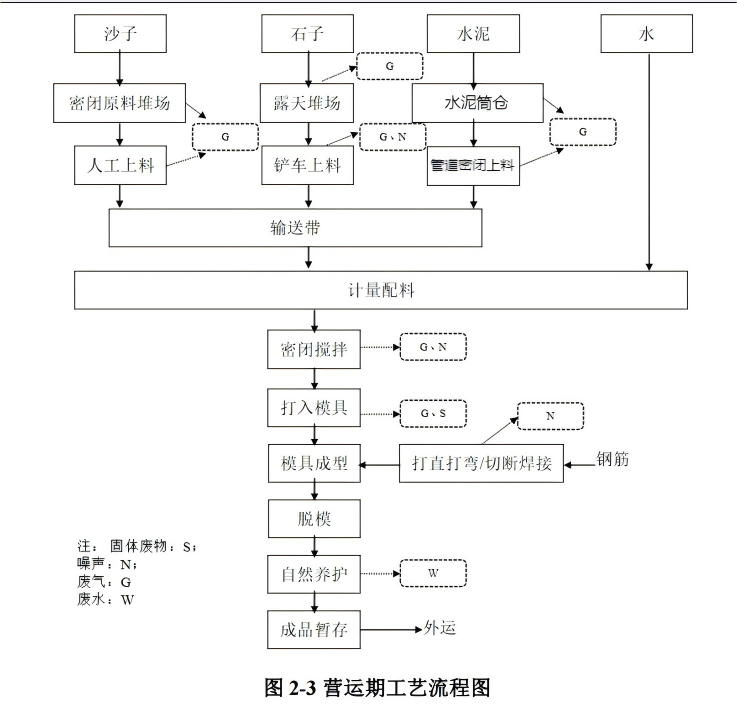 沙子
石子
水泥
水
G
密闭原料堆场
露天堆场
水泥筒仓
G
G、N
G
人工上料
铲车上料
管道密闭上料
输送带
计量配料
密闭搅拌
G、N
打入模具
G、S
N
模具成型
打直打弯/切断焊接
钢筋
脱模
注： 固体废物：S；
噪声：N；
废气：G
废水：W
自然养护
W
成品暂存
外运
图 2-3 营运期工艺流程图